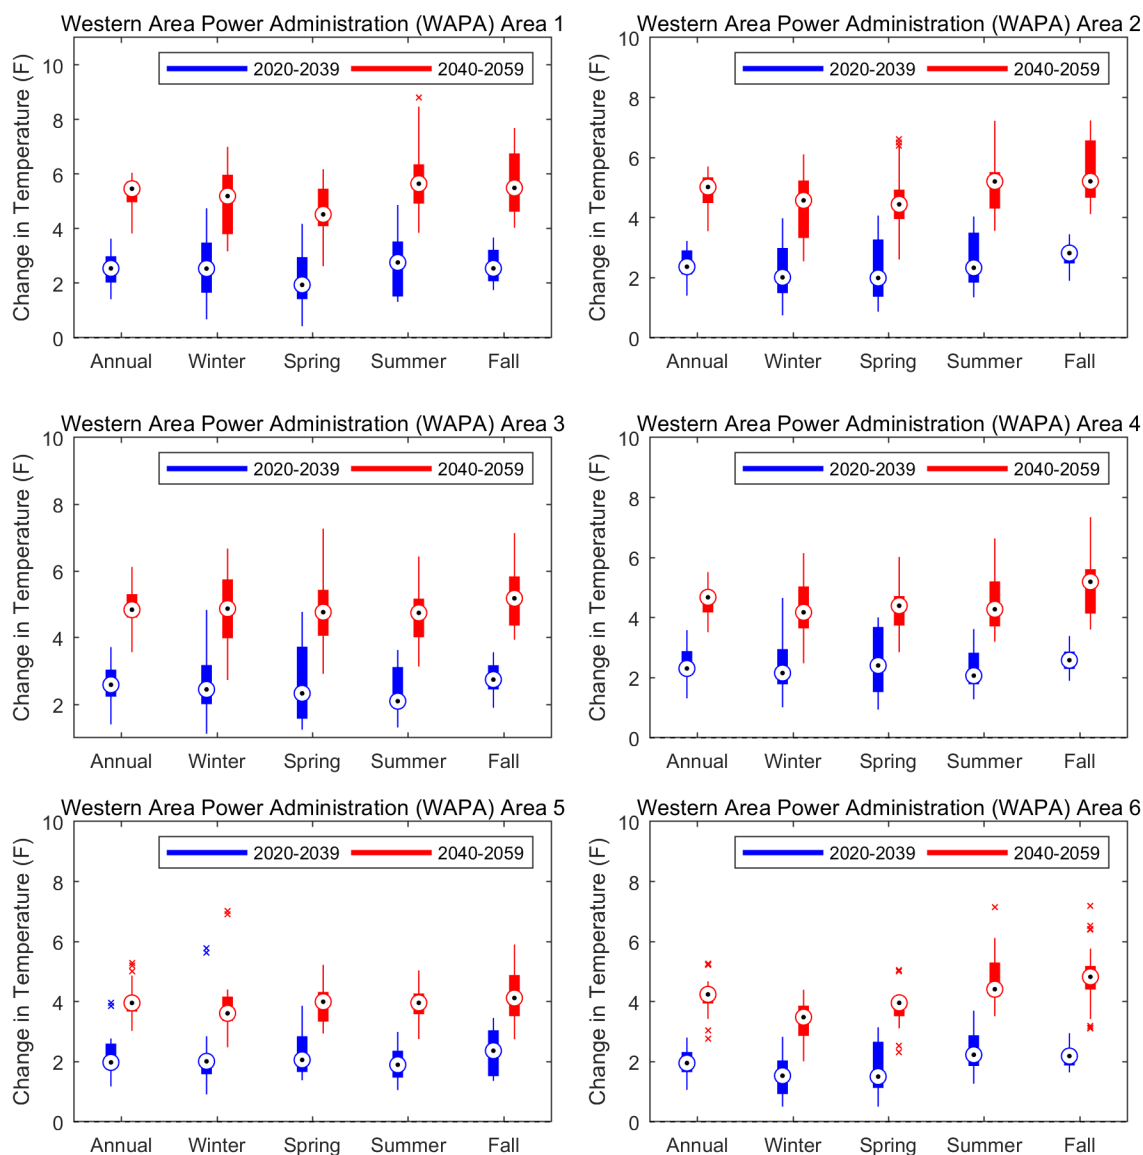 Western Area Power Administration (WAPA) Area 1
Change in Temperature (F)
10
8
6
4
2
0
2020-2039
2040-2059
Annual Winter Spring Summer Fall
Western Area Power Administration (WAPA) Area 2
Change in Temperature (F)
10
8
6
4
2
0
2020-2039
2040-2059
Annual Winter Spring Summer Fall
Western Area Power Administration (WAPA) Area 3
Change in Temperature (F)
10
8
6
4
2
2020-2039
2040-2059
Annual Winter Spring Summer Fall
Western Area Power Administration (WAPA) Area 4
Change in Temperature (F)
10
8
6
4
2
0
2020-2039
2040-2059
Annual Winter Spring Summer Fall
Western Area Power Administration (WAPA) Area 5
Change in Temperature (F)
10
8
6
4
2
0
2020-2039
2040-2059
Annual Winter Spring Summer Fall
Western Area Power Administration (WAPA) Area 6
Change in Temperature (F)
10
8
6
4
2
0
2020-2039
2040-2059
Annual Winter Spring Summer Fall